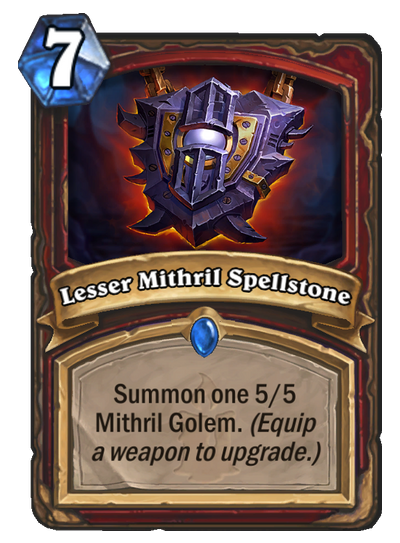 7
Lesser Mithril Spellstone
Summon one 5/5
Mithril Golem. (Equip
a weapon to upgrade.)